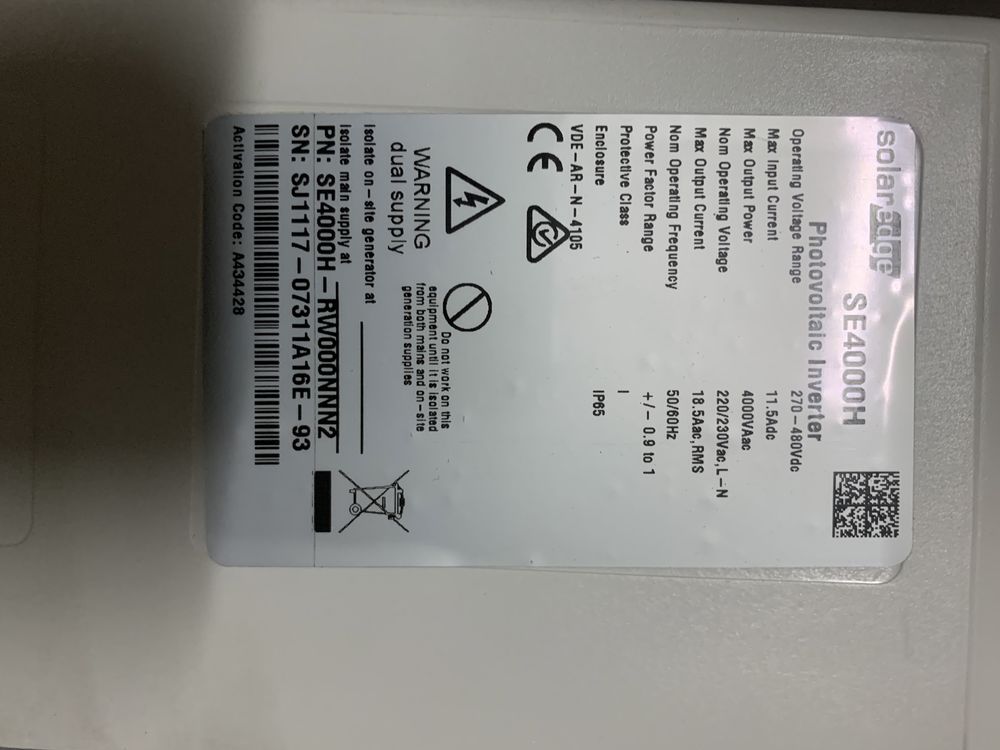 solaredge
SE4000H
Photovoltaic Inverter
Operating Voltage Range 270-480Vdc
Max Input Current 11.5Adc
Max Output Power 4000VAac
Nom Operating Voltage 220/230Vac,L-N
Max Output Current 18.5Aac,RMS
Nom Operating Frequency 50/60Hz
Power Factor Range +/-0.9 to 1
Protective Class I
Enclosure IP65
VDE-AR-N-4105
CE
WARNING
dual supply
Do not work on this
equipment until it is isolated
from both mains and on-site
generation supplies
Isolate on-site generator at
Isolate main supply at
PN: SE4000H-RW000NNN2
SN: SJ1117-07311A16E-93
Activation Code: A434428